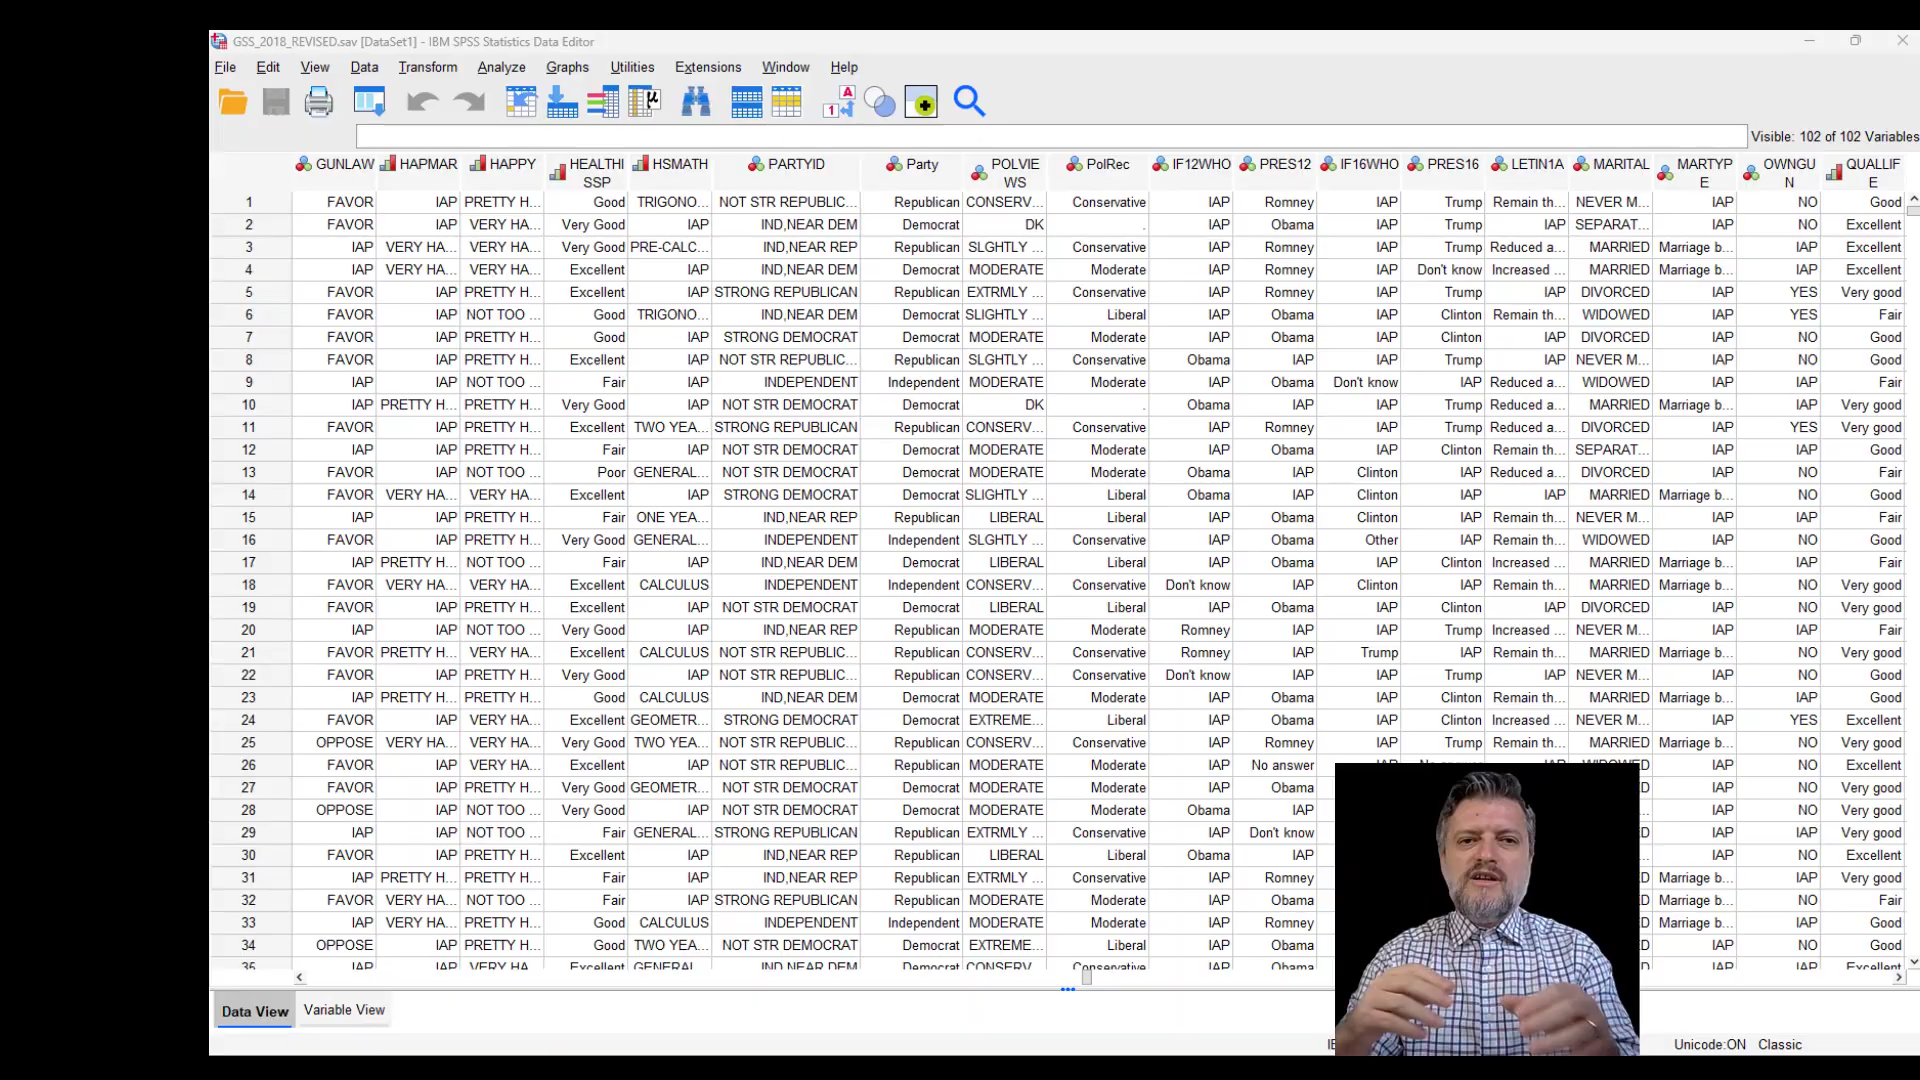 GSS_2018_REVISED.sav [DataSet1] - IBM SPSS Statistics Data Editor
File Edit View Data Transform Analyze Graphs Utilities Extensions Window Help
Visible: 102 of 102 Variables
GUNLAW HAPMAR HAPPY HEALTHISSP HSMATH PARTYID Party POLVIEWS PolRec IF12WHO PRES12 IF16WHO PRES16 LETIN1A MARITAL MARTYPE OWNGUN QUALLIFE
1 FAVOR IAP PRETTY H... Good TRIGONO... NOT STR REPUBLIC... Republican CONSERV... Conservative IAP Romney IAP Trump Remain th... NEVER M... IAP NO Good
2 FAVOR IAP VERY HA... Very Good IAP IND,NEAR DEM Democrat DK . IAP Obama IAP Trump IAP SEPARAT... IAP NO Excellent
3 IAP VERY HA... VERY HA... Very Good PRE-CALC... IND,NEAR REP Republican SLGHTLY ... Conservative IAP Romney IAP Trump Reduced a... MARRIED Marriage b... IAP Excellent
4 IAP VERY HA... VERY HA... Excellent IAP IND,NEAR DEM Democrat MODERATE Moderate IAP Romney IAP Don't know Increased ... MARRIED Marriage b... IAP Excellent
5 FAVOR IAP PRETTY H... Excellent IAP STRONG REPUBLICAN Republican EXTRMLY ... Conservative IAP Romney IAP Trump IAP DIVORCED IAP YES Very good
6 FAVOR IAP NOT TOO ... Good TRIGONO... IND,NEAR DEM Democrat SLIGHTLY ... Liberal IAP Obama IAP Clinton Remain th... WIDOWED IAP YES Fair
7 FAVOR IAP PRETTY H... Good IAP STRONG DEMOCRAT Democrat MODERATE Moderate IAP Obama IAP Clinton IAP DIVORCED IAP NO Good
8 FAVOR IAP PRETTY H... Excellent IAP NOT STR REPUBLIC... Republican SLGHTLY ... Conservative Obama IAP IAP Trump IAP NEVER M... IAP NO Good
9 IAP IAP NOT TOO ... Fair IAP INDEPENDENT Independent MODERATE Moderate IAP Obama Don't know IAP Reduced a... WIDOWED IAP IAP Fair
10 IAP PRETTY H... PRETTY H... Very Good IAP NOT STR DEMOCRAT Democrat DK . Obama IAP IAP Trump Reduced a... MARRIED Marriage b... IAP Very good
11 FAVOR IAP PRETTY H... Excellent TWO YEA... STRONG REPUBLICAN Republican CONSERV... Conservative IAP Romney IAP Trump Reduced a... DIVORCED IAP YES Very good
12 FAVOR IAP PRETTY H... Fair IAP NOT STR DEMOCRAT Democrat MODERATE Moderate IAP Obama IAP Clinton Remain th... SEPARAT... IAP IAP Good
13 FAVOR IAP NOT TOO ... Poor GENERAL... NOT STR DEMOCRAT Democrat MODERATE Moderate Obama IAP Clinton IAP Reduced a... DIVORCED IAP NO Fair
14 FAVOR VERY HA... VERY HA... Excellent IAP STRONG DEMOCRAT Democrat SLIGHTLY ... Liberal Obama IAP Clinton IAP IAP MARRIED Marriage b... NO Good
15 IAP IAP PRETTY H... Fair ONE YEA... IND,NEAR REP Republican LIBERAL Liberal IAP Obama Clinton IAP Remain th... NEVER M... IAP IAP Fair
16 FAVOR IAP PRETTY H... Very Good GENERAL... INDEPENDENT Independent SLGHTLY ... Conservative IAP Obama IAP Other IAP Remain th... WIDOWED IAP NO Good
17 IAP PRETTY H... NOT TOO ... Fair IAP IND,NEAR DEM Democrat LIBERAL Liberal IAP Obama IAP Clinton Increased ... MARRIED Marriage b... IAP Fair
18 FAVOR VERY HA... VERY HA... Excellent CALCULUS INDEPENDENT Independent CONSERV... Conservative Don't know IAP Clinton IAP Remain th... MARRIED Marriage b... NO Very good
19 FAVOR IAP PRETTY H... Excellent IAP NOT STR DEMOCRAT Democrat LIBERAL Liberal IAP Obama IAP Clinton IAP DIVORCED IAP NO Very good
20 IAP IAP NOT TOO ... Very Good IAP IND,NEAR REP Republican MODERATE Moderate Romney IAP IAP Trump Increased ... NEVER M... IAP IAP Fair
21 FAVOR PRETTY H... VERY HA... Excellent CALCULUS NOT STR REPUBLIC... Republican CONSERV... Conservative Romney IAP Trump IAP Remain th... MARRIED Marriage b... NO Very good
22 FAVOR IAP PRETTY H... Very Good IAP NOT STR REPUBLIC... Republican CONSERV... Conservative Don't know IAP IAP Trump IAP NEVER M... IAP NO Good
23 IAP PRETTY H... PRETTY H... Good CALCULUS IND,NEAR DEM Democrat MODERATE Moderate IAP Obama IAP Clinton Remain th... MARRIED Marriage b... IAP Good
24 FAVOR IAP VERY HA... Excellent GEOMETR... STRONG DEMOCRAT Democrat EXTREME... Liberal IAP Obama IAP Clinton Increased ... NEVER M... IAP YES Excellent
25 OPPOSE VERY HA... VERY HA... Very Good TWO YEA... NOT STR REPUBLIC... Republican CONSERV... Conservative IAP Romney IAP Trump Remain th... MARRIED Marriage b... NO Very good
26 FAVOR IAP VERY HA... Excellent IAP NOT STR DEMOCRAT Democrat MODERATE Moderate IAP No answer IAP NO Excellent
27 FAVOR IAP PRETTY H... Very Good GEOMETR... NOT STR DEMOCRAT Democrat MODERATE Moderate IAP Obama IAP NO Very good
28 OPPOSE IAP NOT TOO ... Very Good IAP NOT STR DEMOCRAT Democrat MODERATE Moderate Obama IAP IAP NO Very good
29 IAP IAP NOT TOO ... Fair GENERAL... STRONG REPUBLICAN Republican EXTRMLY ... Conservative IAP Don't know IAP IAP Very good
30 FAVOR IAP PRETTY H... Excellent IAP IND,NEAR REP Republican LIBERAL Liberal Obama IAP IAP NO Excellent
31 IAP PRETTY H... PRETTY H... Fair IAP IND,NEAR REP Republican EXTRMLY ... Conservative IAP Romney Marriage b... IAP Very good
32 FAVOR VERY HA... NOT TOO ... Fair IAP STRONG REPUBLICAN Republican MODERATE Moderate IAP Romney Marriage b... NO Fair
33 IAP VERY HA... PRETTY H... Good CALCULUS INDEPENDENT Independent MODERATE Moderate IAP Romney Marriage b... IAP Good
34 OPPOSE IAP PRETTY H... Good TWO YEA... NOT STR DEMOCRAT Democrat EXTREME... Liberal IAP Obama IAP NO Good
IAP IAP VERY HA... Excellent GENERAL... IND,NEAR DEM Democrat CONSERV... Conservative IAP Obama IAP IAP Excellent
Data View Variable View
Unicode:ON Classic